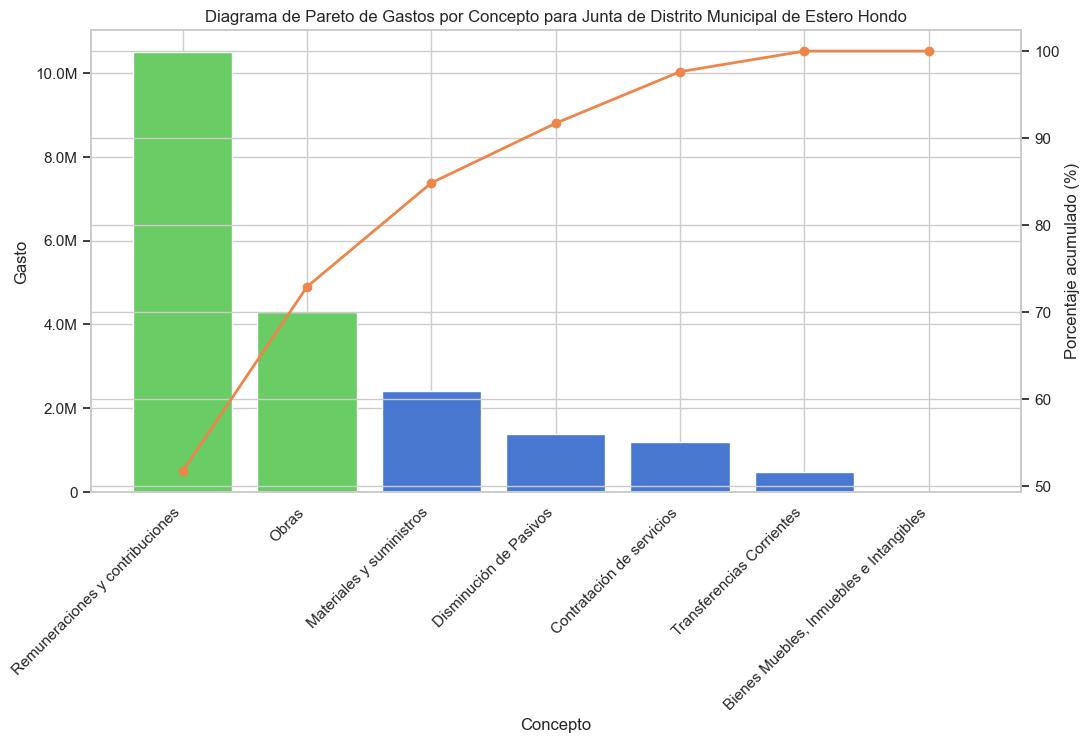 Diagrama de Pareto de Gastos por Concepto para Junta de Distrito Municipal de Estero Hondo
Gasto
10.0M
8.0M
6.0M
4.0M
2.0M
0
100
90
80
70
60
50
Porcentaje acumulado (%)
Remuneraciones y contribuciones
Obras
Materiales y suministros
Disminución de Pasivos
Contratación de servicios
Transferencias Corrientes
Bienes Muebles, Inmuebles e Intangibles
Concepto